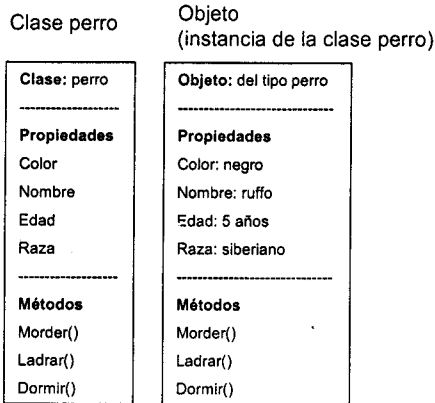 Clase perro
Clase: perro
--------------------
Propiedades
Color
Nombre
Edad
Raza
--------------------
Métodos
Morder()
Ladrar()
Dormir()
Objeto
(instancia de la clase perro)
Objeto: del tipo perro
--------------------------------
Propiedades
Color: negro
Nombre: ruffo
Edad: 5 años
Raza: siberiano
--------------------------------
Métodos
Morder()
Ladrar()
Dormir()